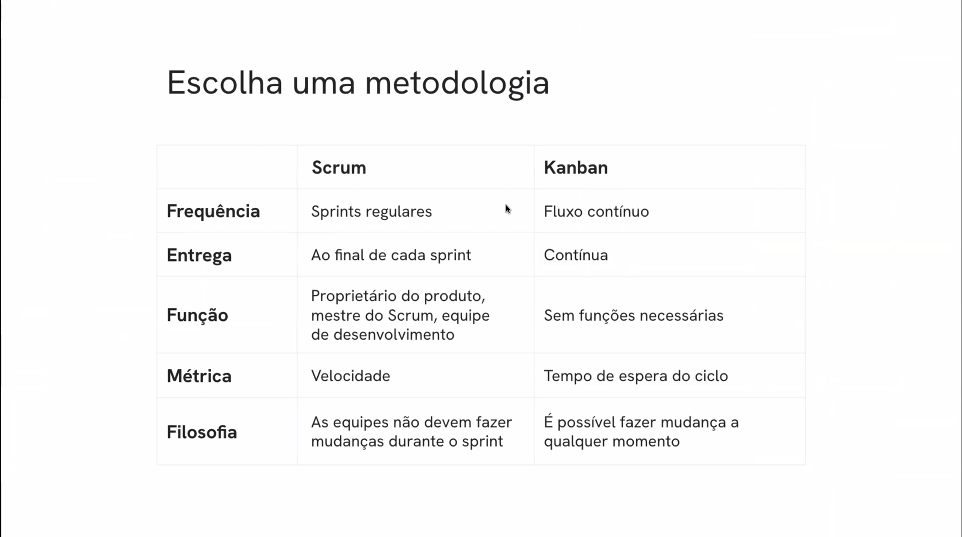 Escolha uma metodologia
Scrum Kanban
Frequência Sprints regulares Fluxo contínuo
Entrega Ao final de cada sprint Contínua
Função Proprietário do produto, mestre do Scrum, equipe de desenvolvimento Sem funções necessárias
Métrica Velocidade Tempo de espera do ciclo
Filosofia As equipes não devem fazer mudanças durante o sprint É possível fazer mudança a qualquer momento